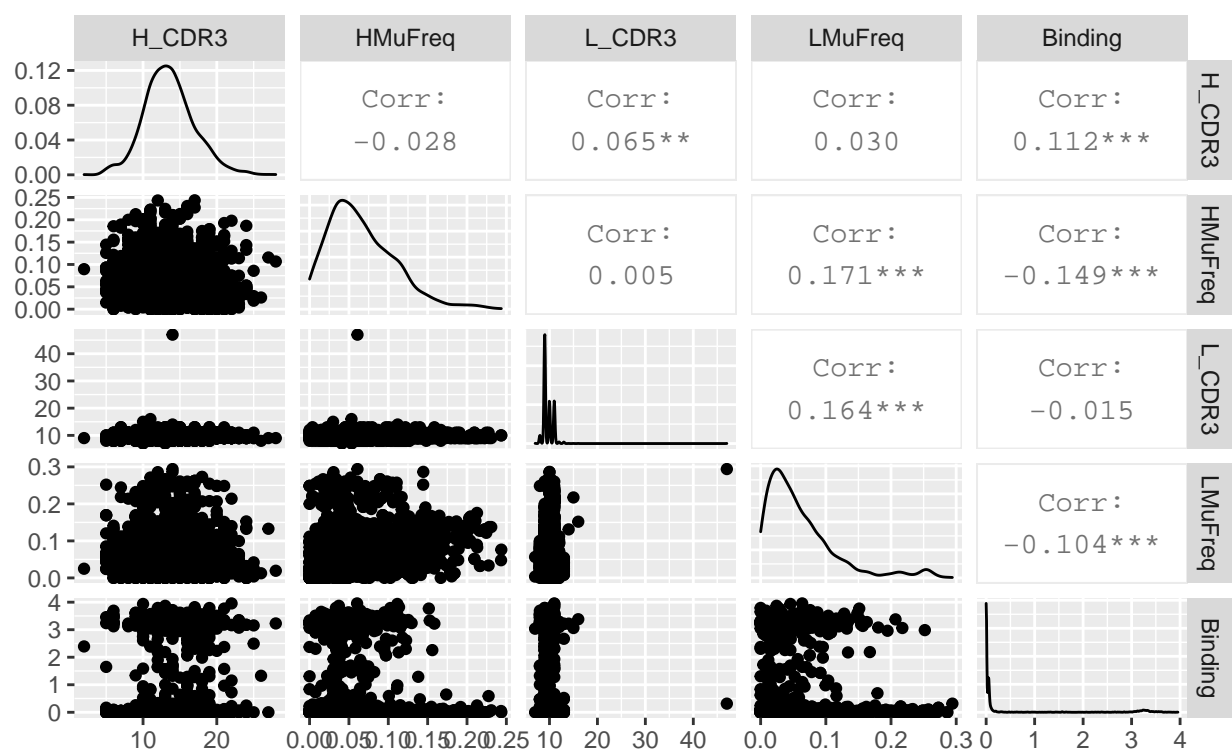 H_CDR3 HMuFreq L_CDR3 LMuFreq Binding
0.12
0.08
0.04
0.00
Corr:
-0.028
Corr:
0.065**
Corr:
0.030
Corr:
0.112***
H_CDR3
0.25
0.20
0.15
0.10
0.05
0.00
Corr:
0.005
Corr:
0.171***
Corr:
-0.149***
HMuFreq
40
30
20
10
Corr:
0.164***
Corr:
-0.015
L_CDR3
0.3
0.2
0.1
0.0
Corr:
-0.104***
LMuFreq
4
3
2
1
0
Binding
10 20 0.00 0.05 0.10 0.15 0.20 0.25 10 20 30 40 0.0 0.1 0.2 0.3 0 1 2 3 4